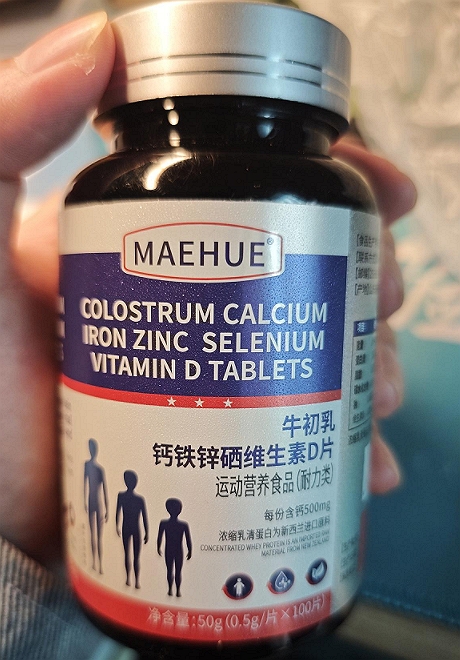 MAEHUE®
COLOSTRUM CALCIUM
IRON ZINC SELENIUM
VITAMIN D TABLETS
牛初乳
钙铁锌硒维生素D片
运动营养食品(耐力类)
每份含钙500mg
浓缩乳清蛋白为新西兰进口原料
CONCENTRATED WHEY PROTEIN IS AN IMPORTED RAW
MATERIAL FROM NEW ZEALAND
净含量:50g(0.5g/片×100片)